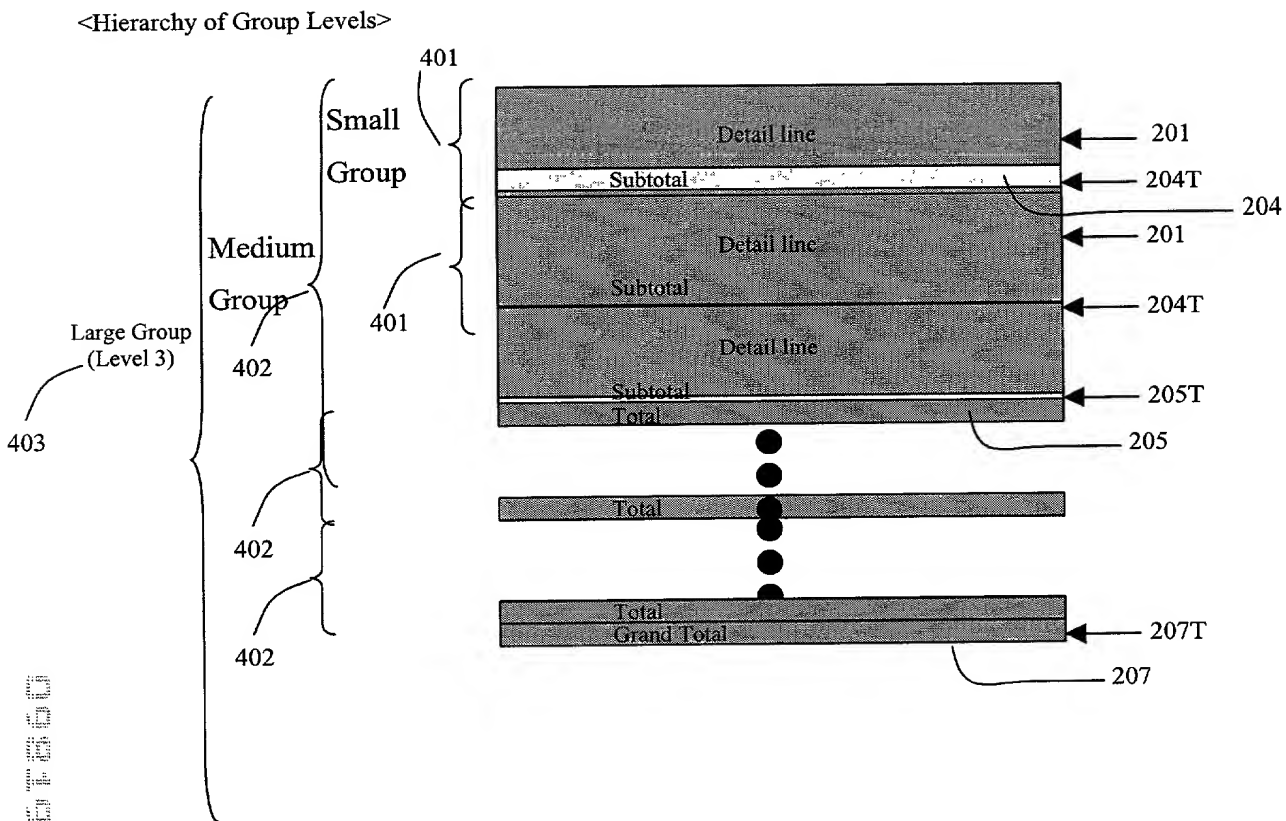 <Hierarchy of Group Levels>
401
Small
Group
Detail line
201
Subtotal
204T
204
Medium
Group
Detail line
201
401
Subtotal
204T
Large Group
(Level 3)
402
Detail line
403
Subtotal
205T
Total
205
Total
402
Total
Grand Total
207T
402
207